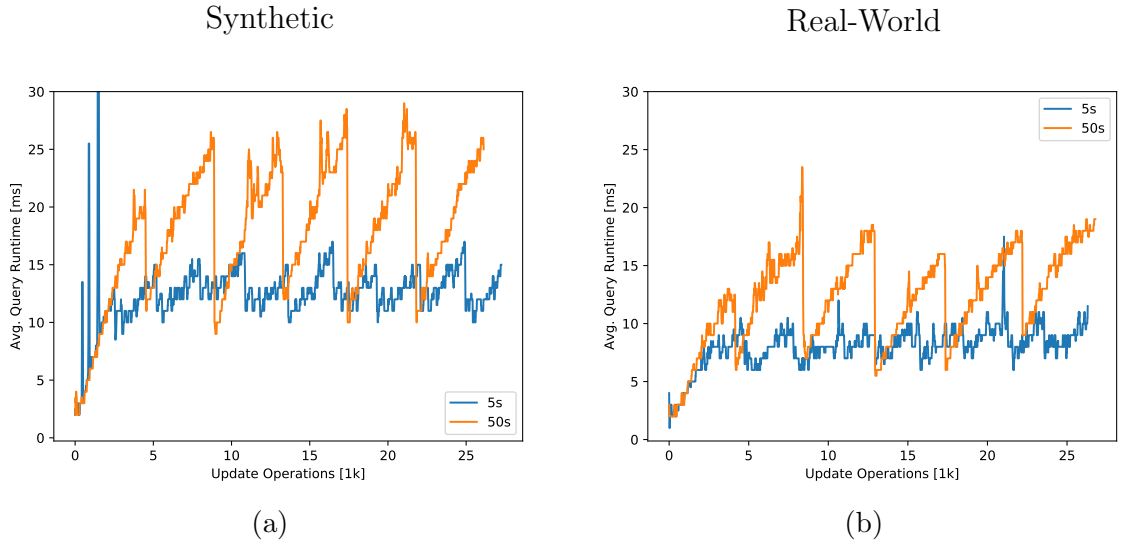 Synthetic
Real-World
30
25
20
15
10
5
0
Avg. Query Runtime [ms]
0 5 10 15 20 25
Update Operations [1k]
5s
50s
(a)
30
25
20
15
10
5
0
Avg. Query Runtime [ms]
0 5 10 15 20 25
Update Operations [1k]
5s
50s
(b)